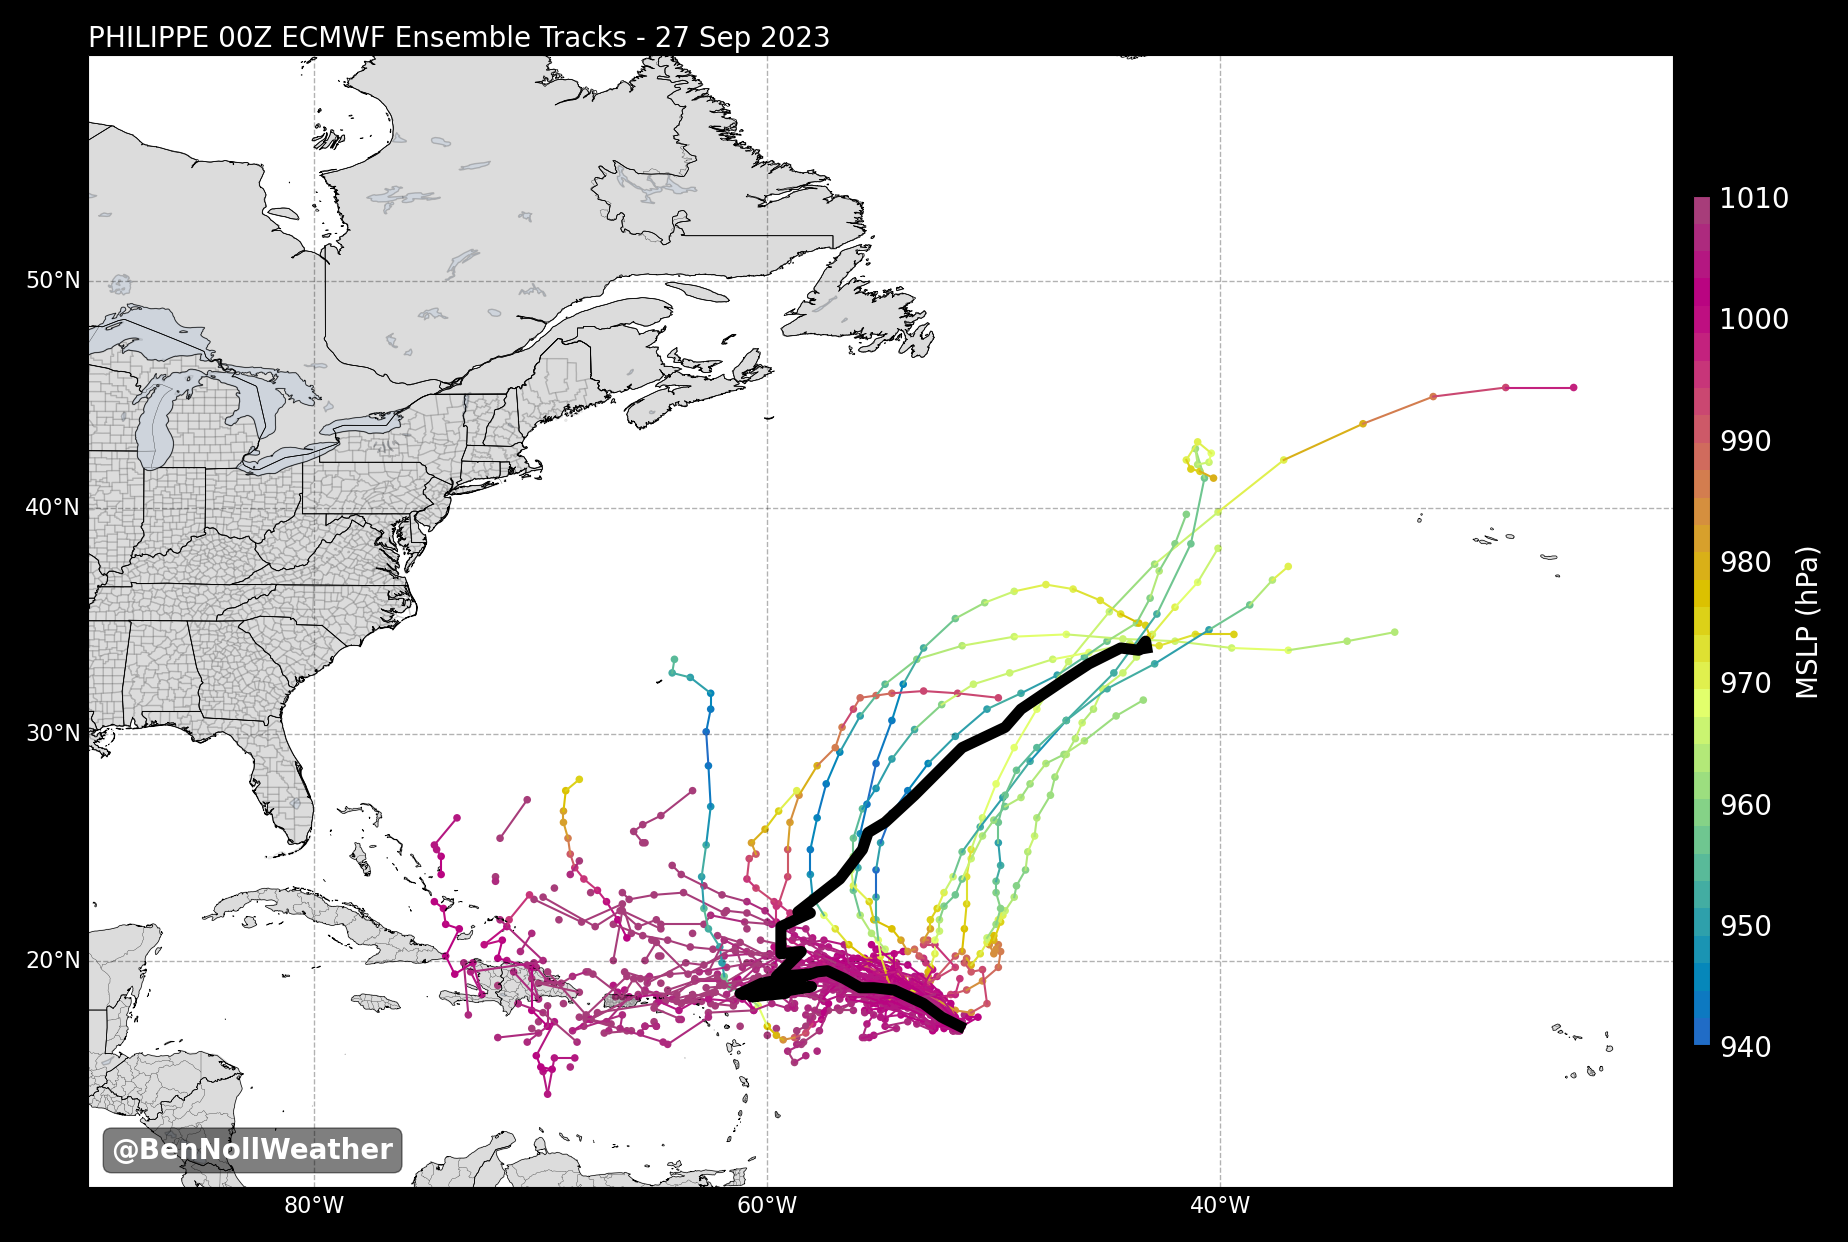 PHILIPPE 00Z ECMWF Ensemble Tracks - 27 Sep 2023
50°N
40°N
30°N
20°N
80°W
60°W
40°W
1010
1000
990
980
970
960
950
940
MSLP (hPa)
@BenNollWeather